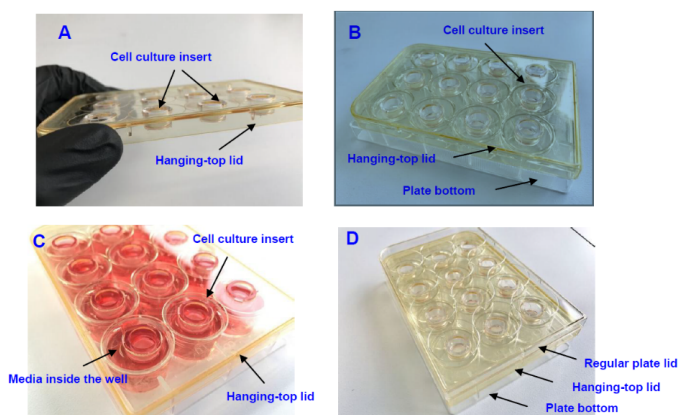 A
Cell culture insert
Hanging-top lid
B
Cell culture insert
Hanging-top lid
Plate bottom
C
Cell culture insert
Media inside the well
Hanging-top lid
D
Regular plate lid
Hanging-top lid
Plate bottom